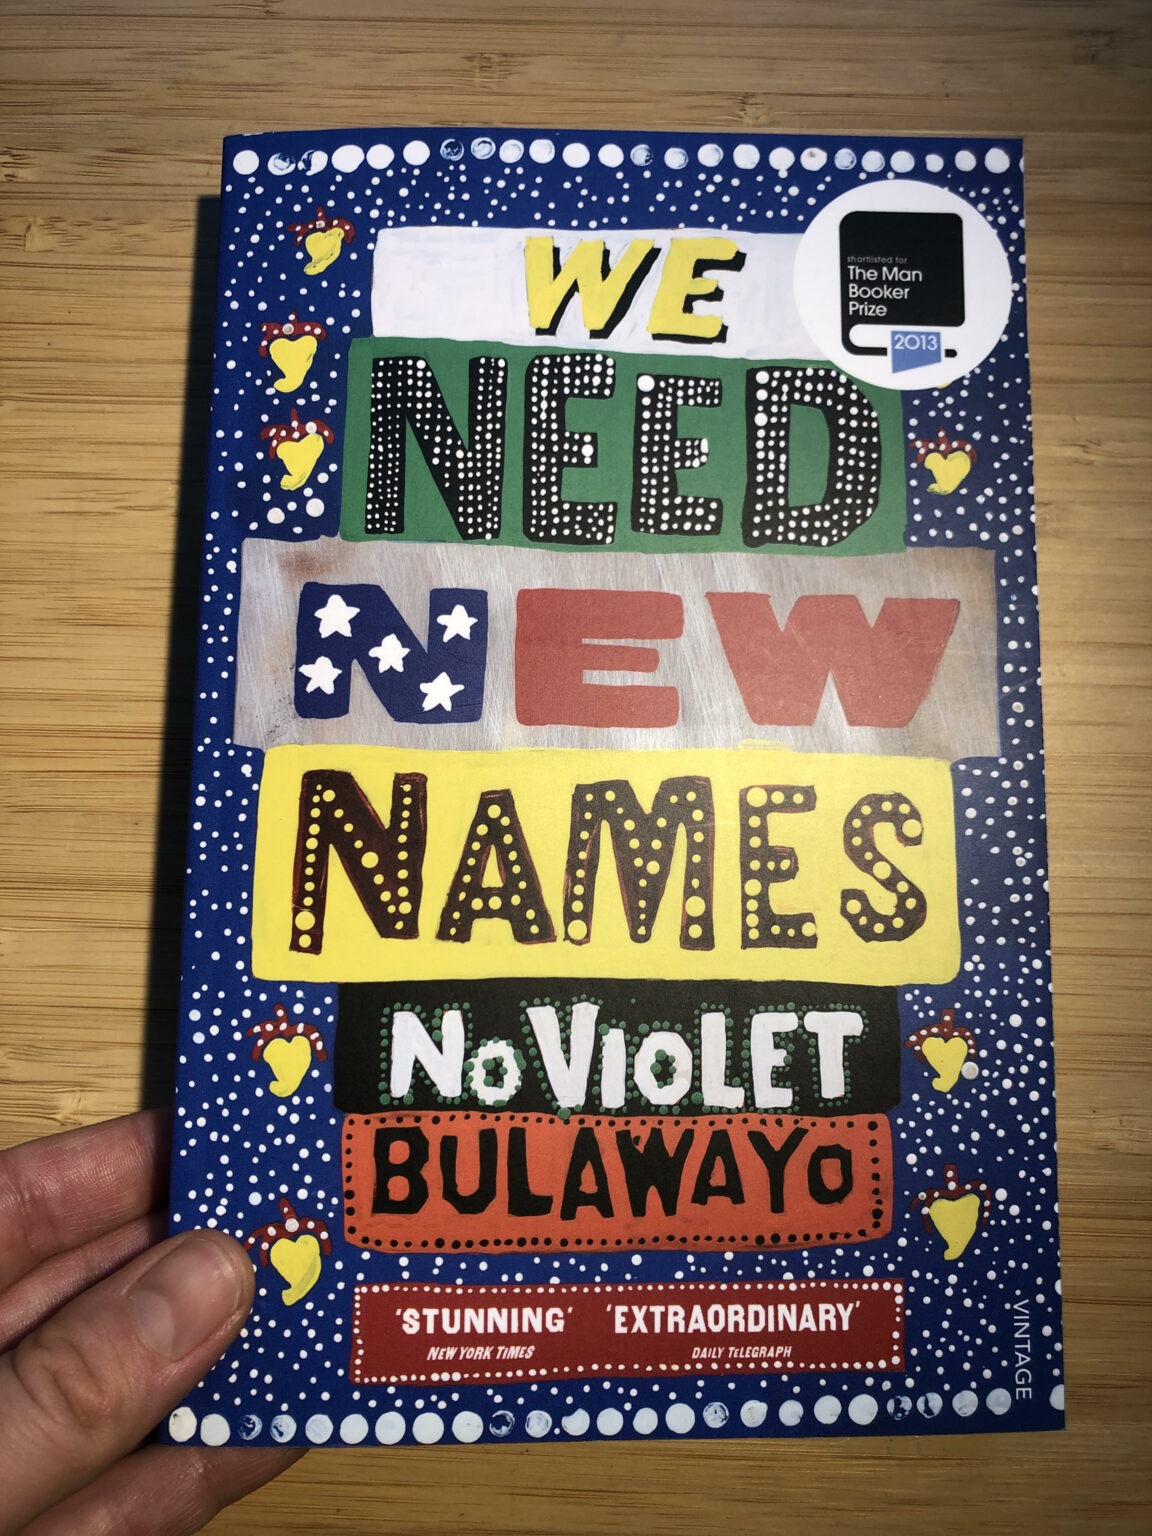 shortlisted for
The Man
Booker
Prize
2013
WE
NEED
NEW
NAMES
NoVIoLET
BULAWAYo
'STUNNING' 'EXTRAORDINARY'
NEW YORK TIMES DAILY TELEGRAPH
VINTAGE